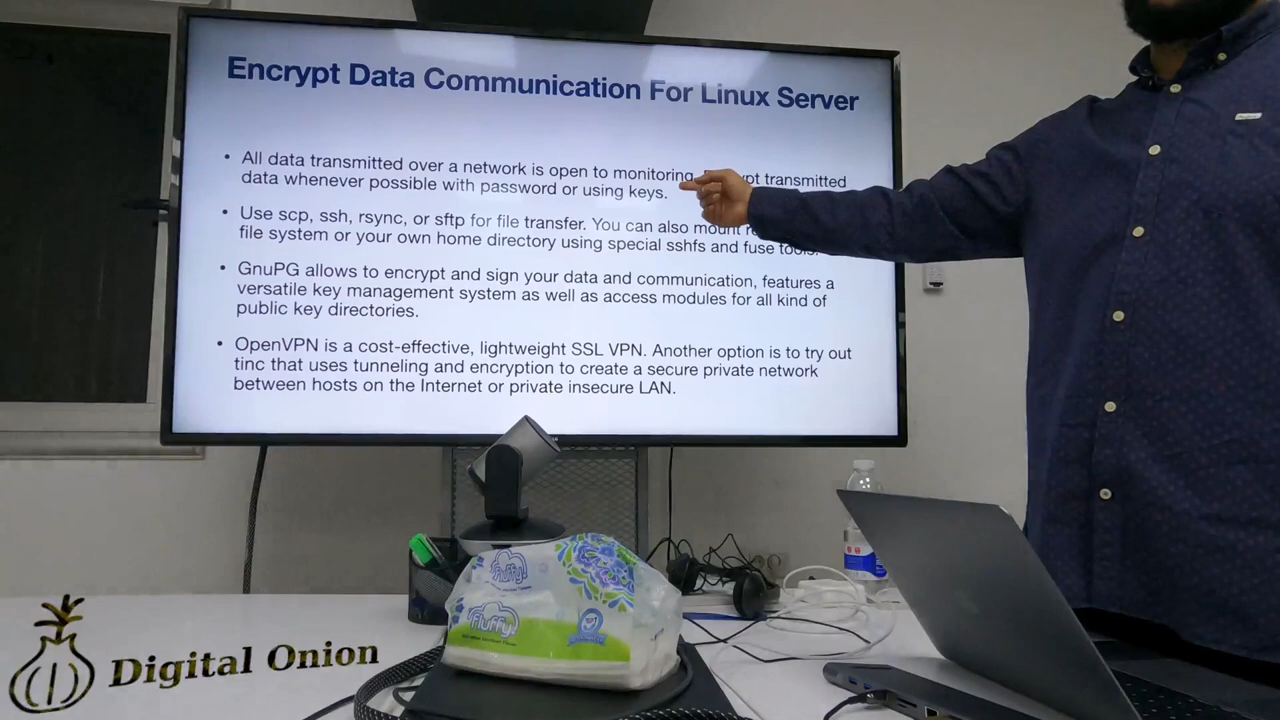 Encrypt Data Communication For Linux Server
• All data transmitted over a network is open to monitoring. transmitted
data whenever possible with password or using keys.
• Use scp, ssh, rsync, or sftp for file transfer. You can also mount
file system or your own home directory using special sshfs and fuse tools.
• GnuPG allows to encrypt and sign your data and communication, features a
versatile key management system as well as access modules for all kind of
public key directories.
• OpenVPN is a cost-effective, lightweight SSL VPN. Another option is to try out
tinc that uses tunneling and encryption to create a secure private network
between hosts on the Internet or private insecure LAN.
Fluffy
Fluffy
Digital Onion